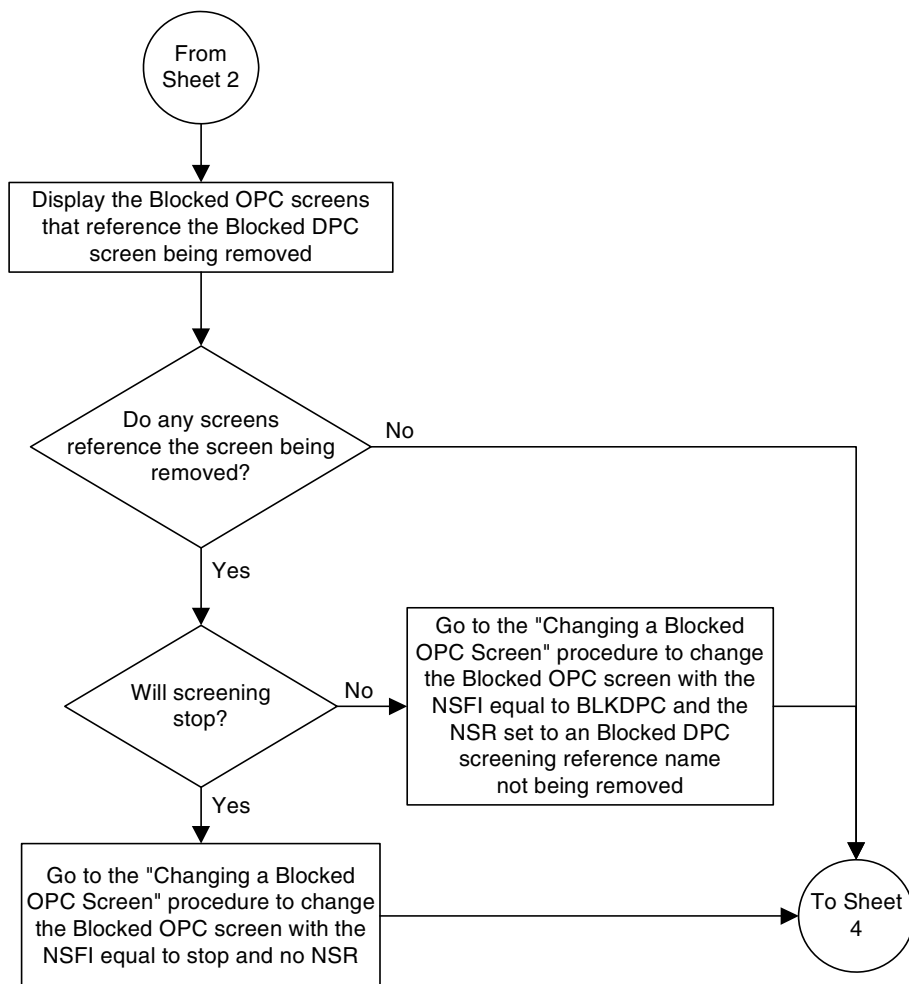 From
Sheet 2
Display the Blocked OPC screens
that reference the Blocked DPC
screen being removed
Do any screens
reference the screen being
removed?
No
Yes
Will screening
stop?
No
Go to the "Changing a Blocked
OPC Screen" procedure to change
the Blocked OPC screen with the
NSFI equal to BLKDPC and the
NSR set to an Blocked DPC
screening reference name
not being removed
Yes
Go to the "Changing a Blocked
OPC Screen" procedure to change
the Blocked OPC screen with the
NSFI equal to stop and no NSR
To Sheet
4